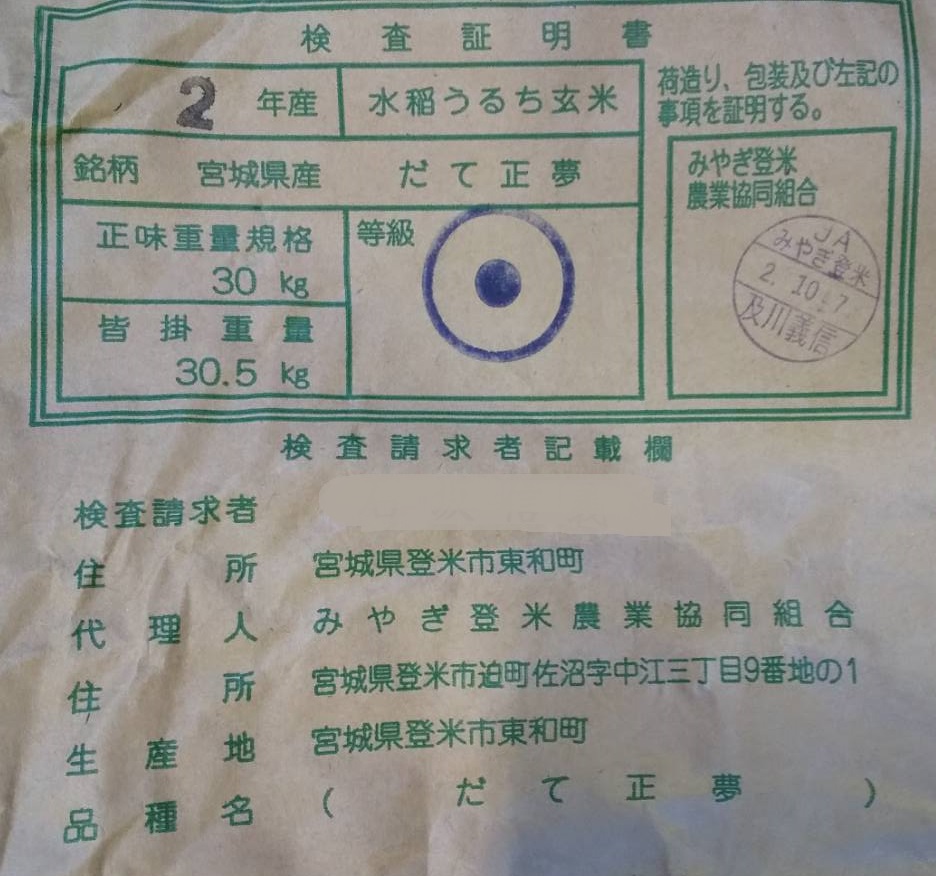 検査証明書
2 年産 水稲うるち玄米
荷造り、包装及び左記の
事項を証明する。
銘柄 宮城県産 だて正夢
みやぎ登米
農業協同組合
正味重量規格
30 kg
等級
皆掛重量
30.5 kg
JA
みやぎ登米
2. 10. 7.
及川義信
検査請求者記載欄
検査請求者
住所 宮城県登米市東和町
代理人 みやぎ登米農業協同組合
住所 宮城県登米市迫町佐沼字中江三丁目9番地の1
生産地 宮城県登米市東和町
品種名 ( だて正夢 )